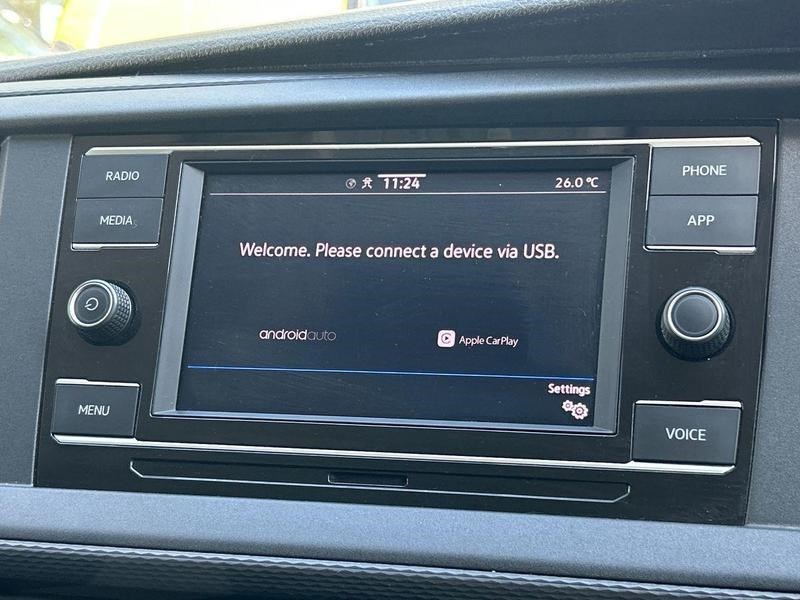 RADIO
MEDIA
MENU
11:24
26.0 °C
Welcome. Please connect a device via USB.
androidauto
Apple CarPlay
Settings
PHONE
APP
VOICE